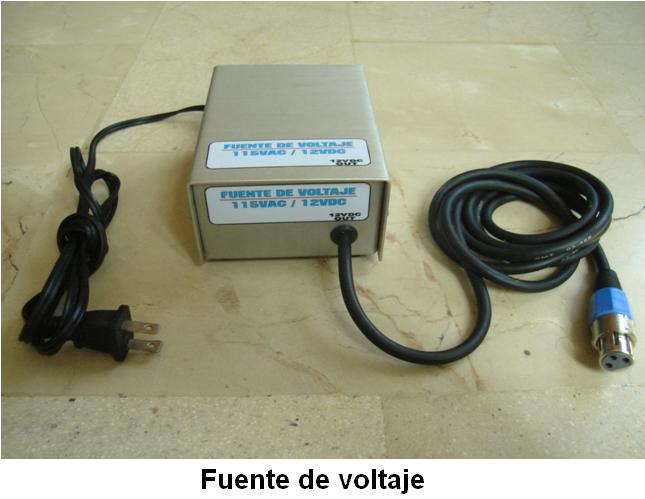 FUENTE DE VOLTAJE
115VAC / 12VDC
12VDC
OUT
FUENTE DE VOLTAJE
115VAC / 12VDC
12VDC
OUT
Fuente de voltaje